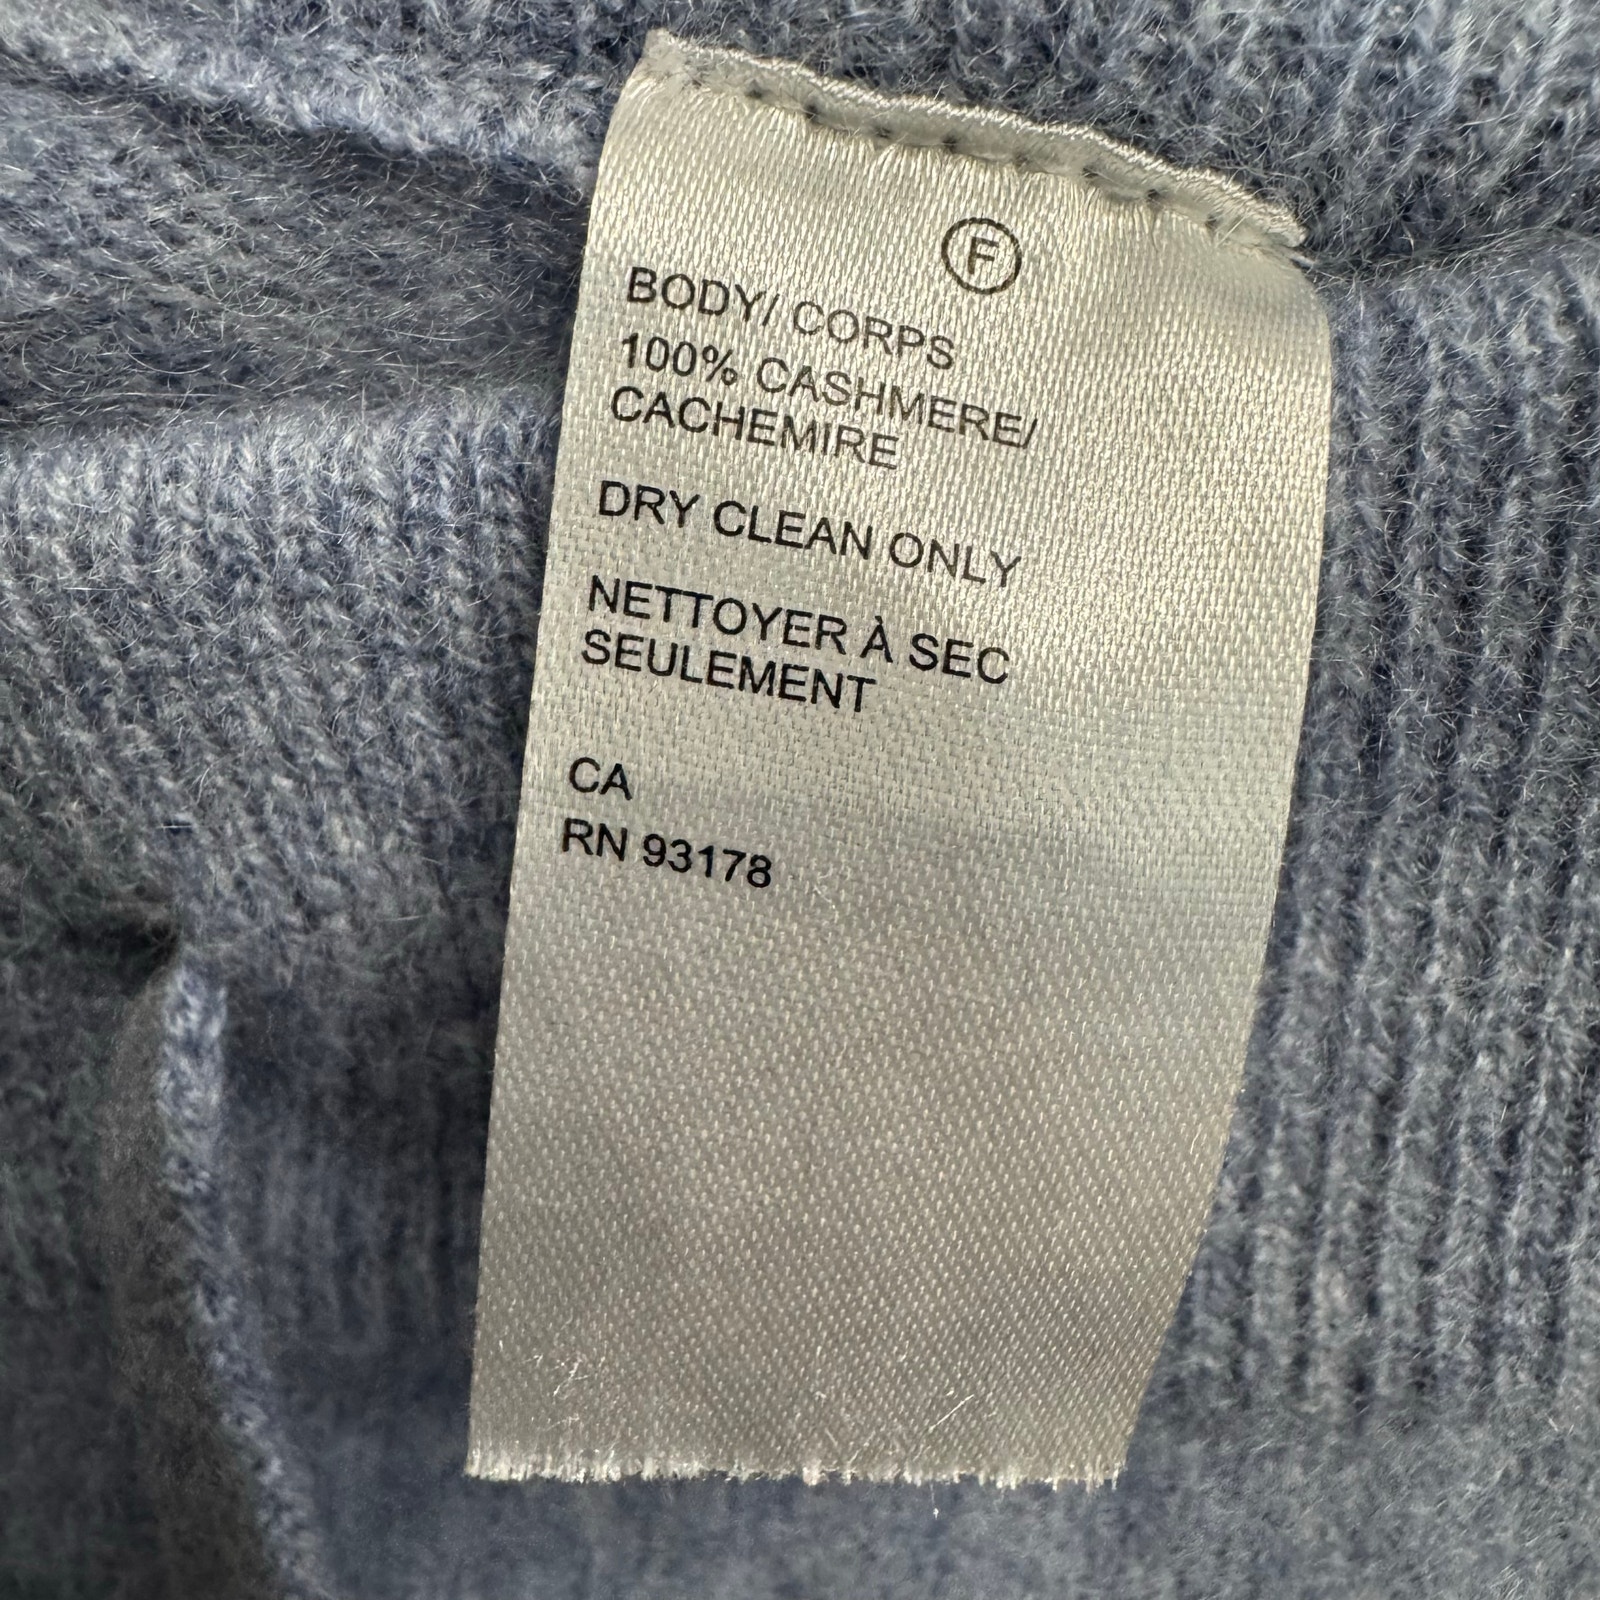 F
BODY/ CORPS
100% CASHMERE/
CACHEMIRE
DRY CLEAN ONLY
NETTOYER À SEC
SEULEMENT
CA
RN 93178